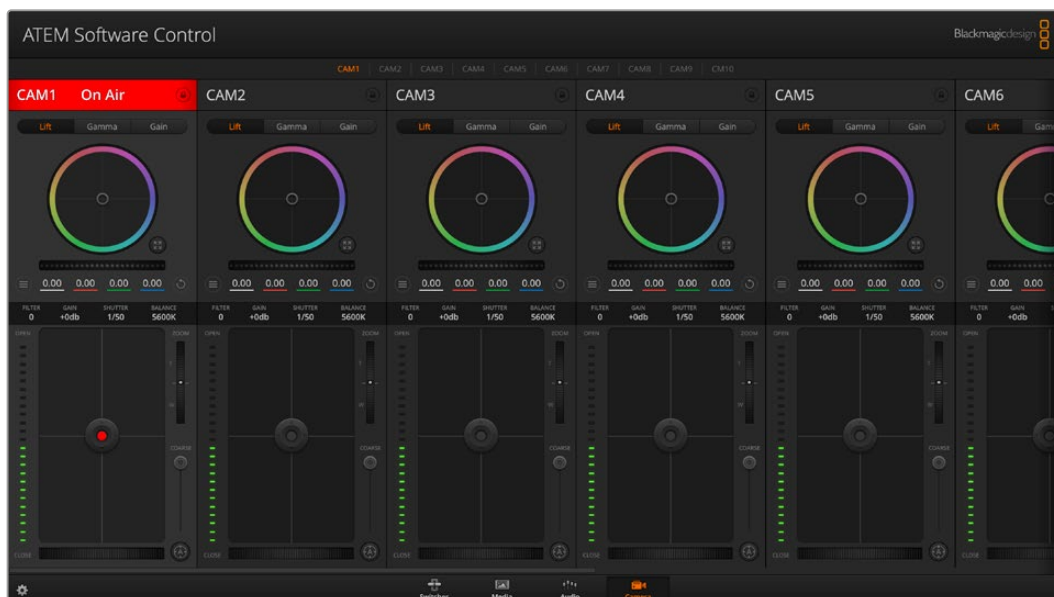 ATEM Software Control
Blackmagicdesign
CAM1 CAM2 CAM3 CAM4 CAM5 CAM6 CAM7 CAM8 CAM9 CM10
CAM1 On Air CAM2 CAM3 CAM4 CAM5 CAM6
Lift Gamma Gain Lift Gamma Gain Lift Gamma Gain Lift Gamma Gain Lift Gamma Gain Lift
0.00 0.00 0.00 0.00 0.00 0.00 0.00 0.00 0.00 0.00 0.00 0.00 0.00 0.00 0.00 0.00 0.00 0.00 0.00 0.00 0.00 0.00
FILTER GAIN SHUTTER BALANCE FILTER GAIN SHUTTER BALANCE FILTER GAIN SHUTTER BALANCE FILTER GAIN SHUTTER BALANCE FILTER GAIN SHUTTER BALANCE FILTER GAIN
0 +0db 1/50 5600K 0 +0db 1/50 5600K 0 +0db 1/50 5600K 0 +0db 1/50 5600K 0 +0db 1/50 5600K 0 +0db
OPEN ZOOM OPEN ZOOM OPEN ZOOM OPEN ZOOM OPEN ZOOM OPEN
COARSE COARSE COARSE COARSE COARSE
CLOSE CLOSE CLOSE CLOSE CLOSE CLOSE
Switcher Media Audio Camera